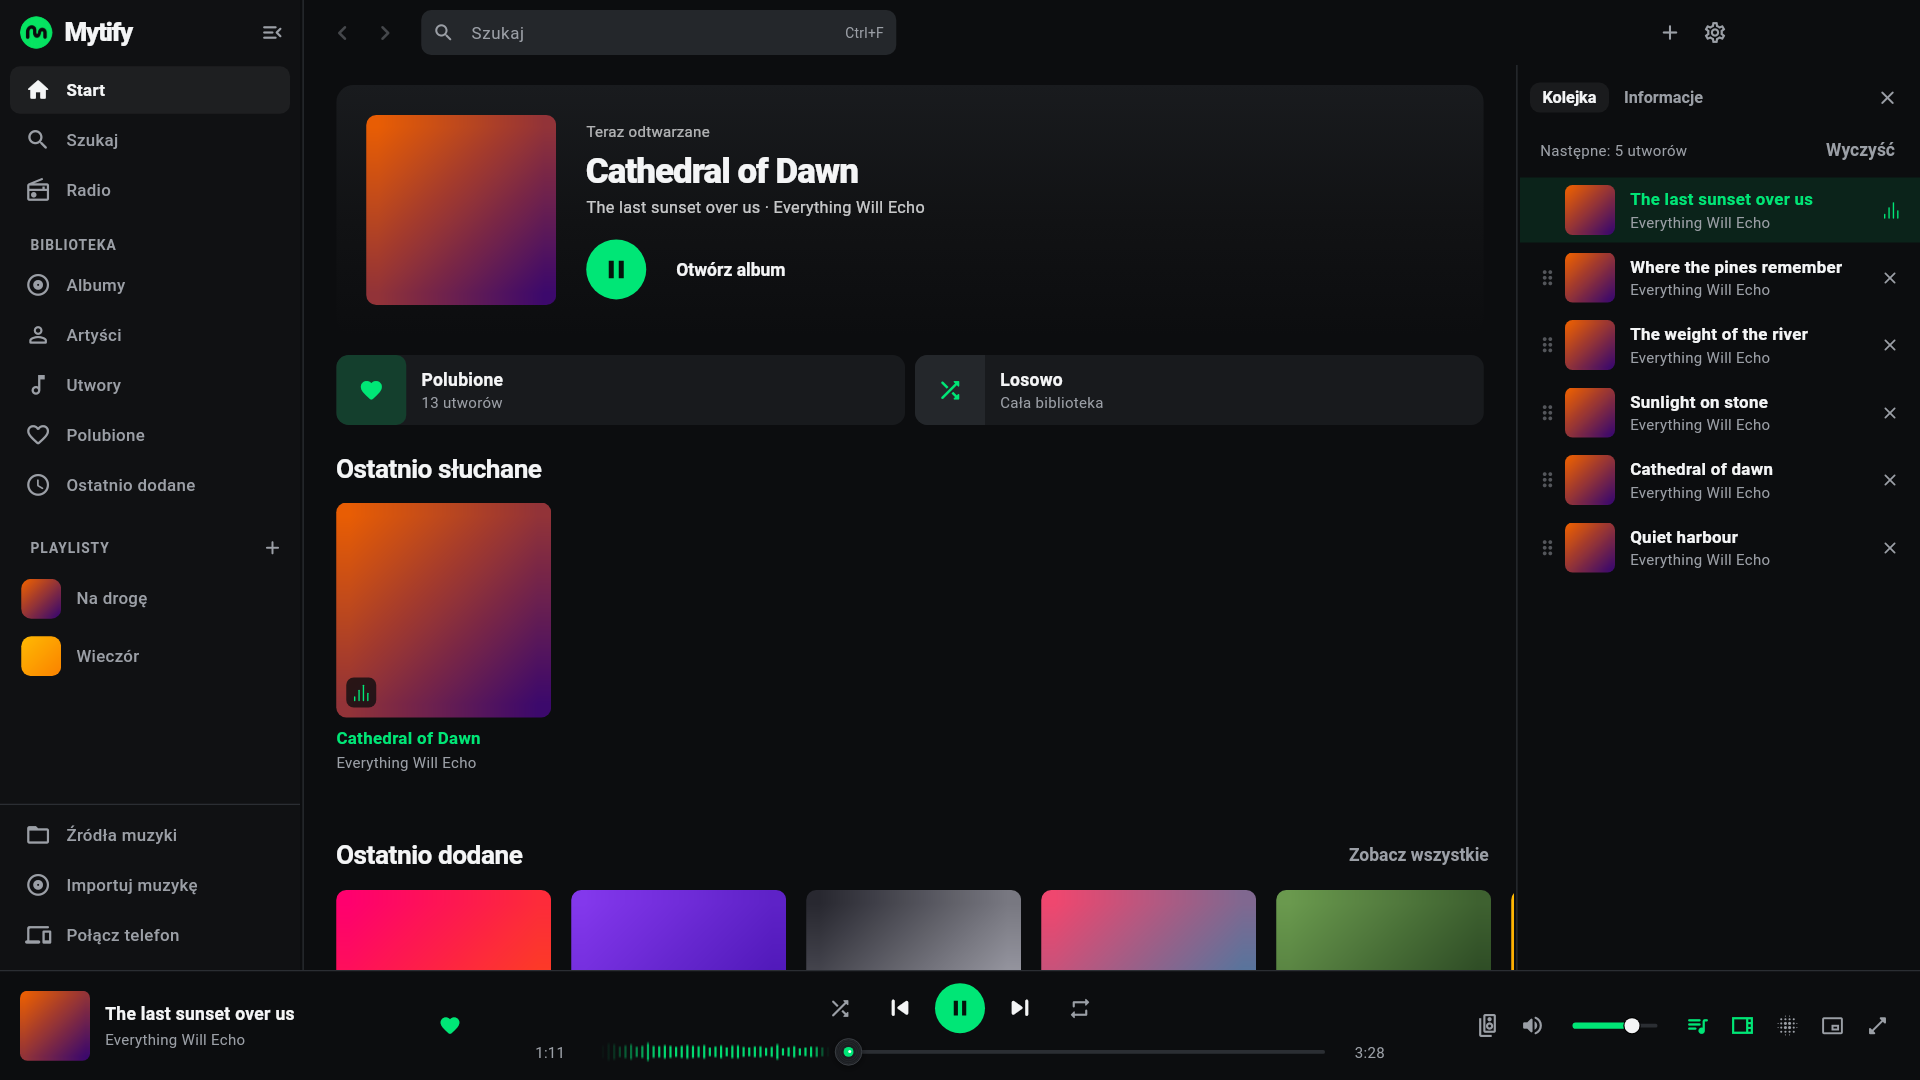 Mytify
Start
Szukaj
Radio
BIBLIOTEKA
Albumy
Artyści
Utwory
Polubione
Ostatnio dodane
PLAYLISTY
Na drogę
Wieczór
Źródła muzyki
Importuj muzykę
Połącz telefon
Szukaj
Ctrl+F
Teraz odtwarzane
Cathedral of Dawn
The last sunset over us · Everything Will Echo
Otwórz album
Polubione
13 utworów
Losowo
Cała biblioteka
Ostatnio słuchane
Cathedral of Dawn
Everything Will Echo
Ostatnio dodane
Zobacz wszystkie
Kolejka
Informacje
Następne: 5 utworów
Wyczyść
The last sunset over us
Everything Will Echo
Where the pines remember
Everything Will Echo
The weight of the river
Everything Will Echo
Sunlight on stone
Everything Will Echo
Cathedral of dawn
Everything Will Echo
Quiet harbour
Everything Will Echo
The last sunset over us
Everything Will Echo
1:11
3:28